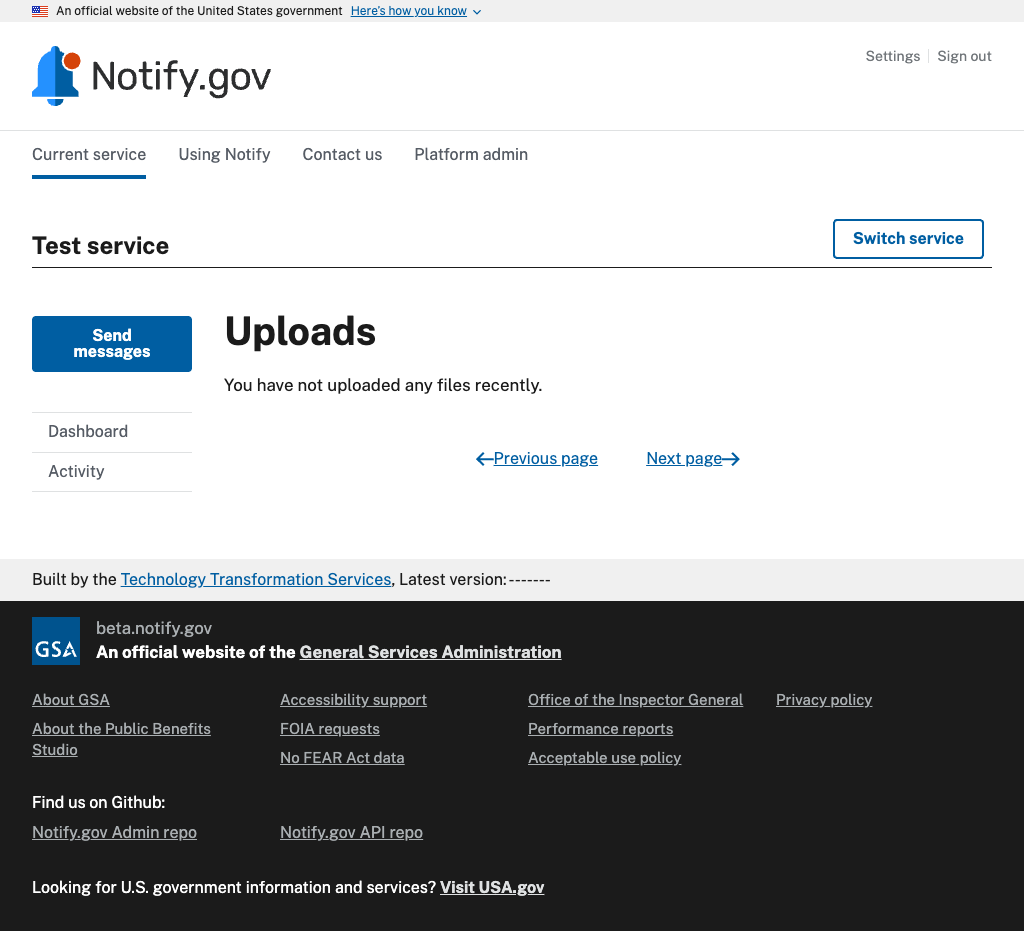 An official website of the United States government Here's how you know
Notify.gov
Settings Sign out
Current service Using Notify Contact us Platform admin
Test service
Switch service
Send
messages
Uploads
You have not uploaded any files recently.
Dashboard
Activity
Previous page Next page
Built by the Technology Transformation Services, Latest version: -------
GSA
beta.notify.gov
An official website of the General Services Administration
About GSA
About the Public Benefits
Studio
Accessibility support
FOIA requests
No FEAR Act data
Office of the Inspector General
Performance reports
Acceptable use policy
Privacy policy
Find us on Github:
Notify.gov Admin repo Notify.gov API repo
Looking for U.S. government information and services? Visit USA.gov